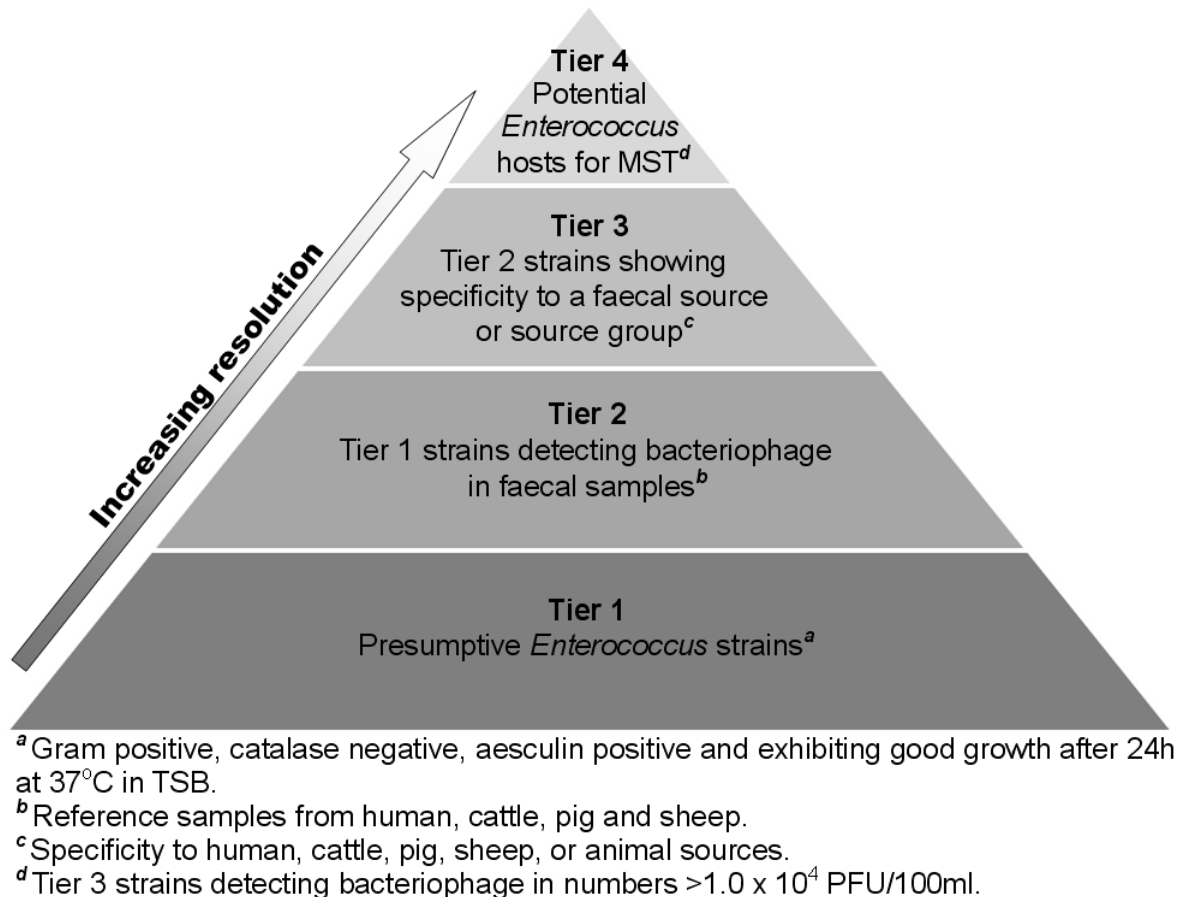 Tier 4
Potential
Enterococcus
hosts for MSTᵈ
Tier 3
Tier 2 strains showing
specificity to a faecal source
or source groupᶜ
Increasing resolution
Tier 2
Tier 1 strains detecting bacteriophage
in faecal samplesᵇ
Tier 1
Presumptive Enterococcus strainsᵃ
ᵃ Gram positive, catalase negative, aesculin positive and exhibiting good growth after 24h
at 37⁰C in TSB.
ᵇ Reference samples from human, cattle, pig and sheep.
ᶜ Specificity to human, cattle, pig, sheep, or animal sources.
ᵈ Tier 3 strains detecting bacteriophage in numbers >1.0 x 10⁴ PFU/100ml.